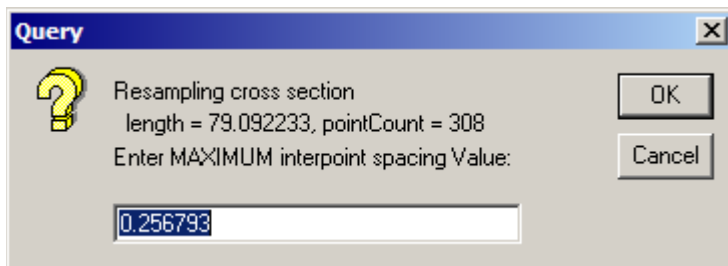 Query
Resampling cross section
length = 79.092233, pointCount = 308
Enter MAXIMUM interpoint spacing Value:
0.256793
OK
Cancel